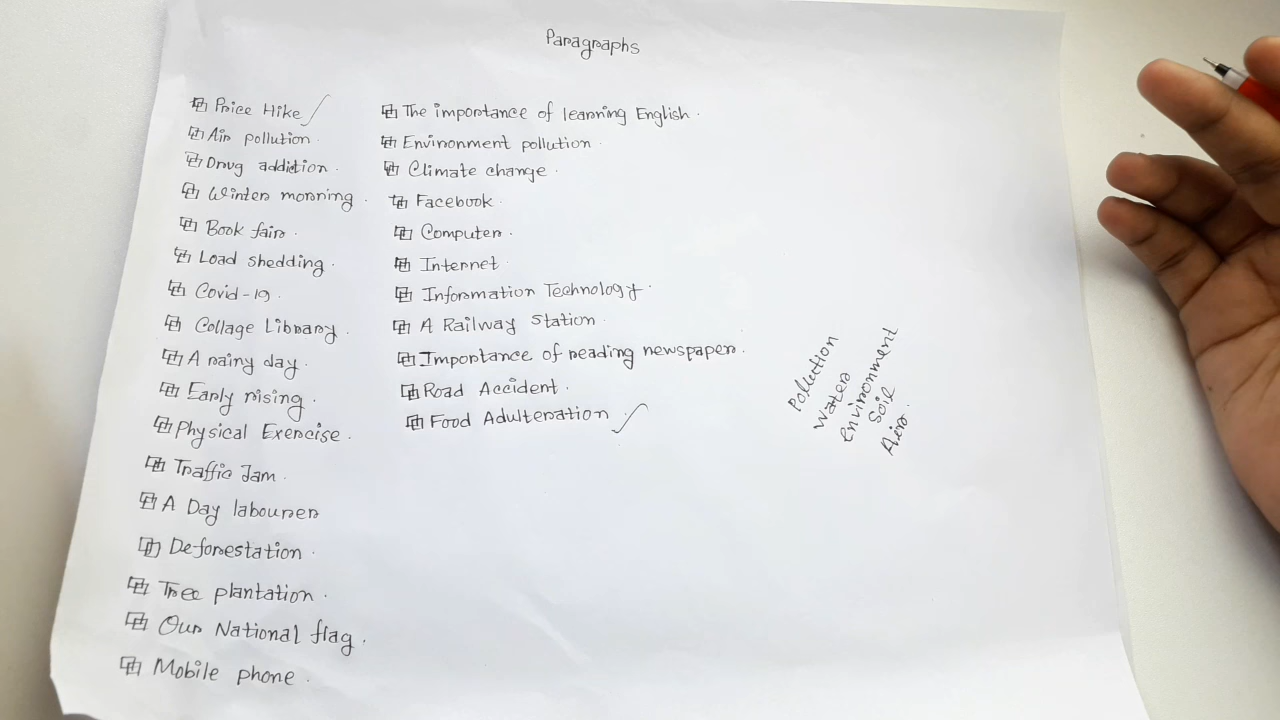 Paragraphs
Price Hike
Air pollution.
Drug addition.
Winter morning.
Book fair.
Load shedding.
Covid-19.
Collage Library.
A rainy day.
Early rising.
Physical Exercise.
Traffic Jam.
A Day labourer
Deforestation.
Tree plantation.
Our National flag.
Mobile phone.
The importance of learning English.
Environment pollution.
Climate change.
Facebook.
Computer.
Internet.
Information Technology.
A Railway Station.
Importance of reading newspaper.
Road Accident.
Food Adulteration
Pollution
Water
environment
Soil
Air.